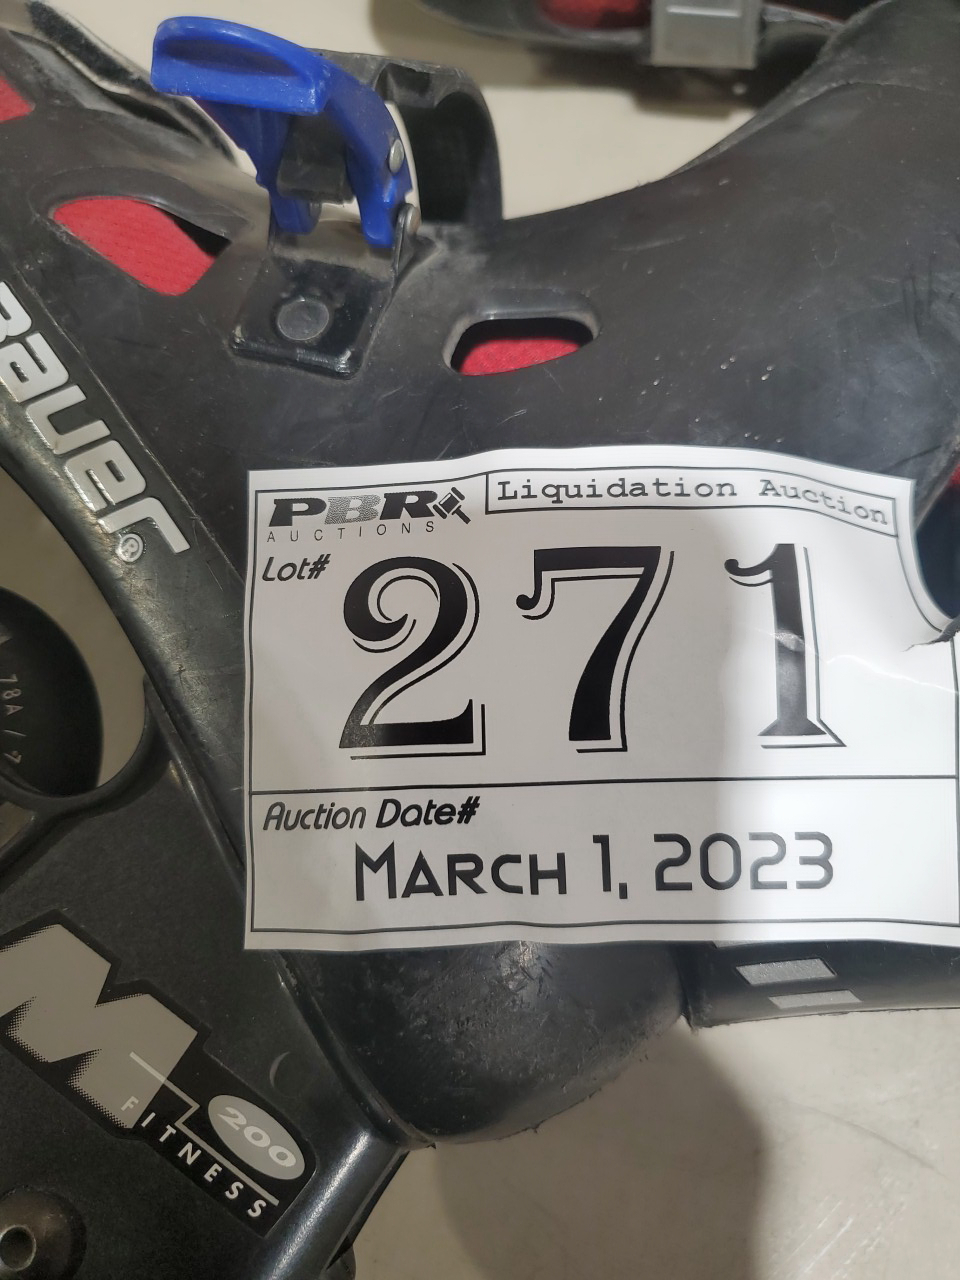 Bauer®
PBR
AUCTIONS
Liquidation Auction
Lot#
271
Auction Date#
March 1, 2023
78A /
M
200
FITNESS